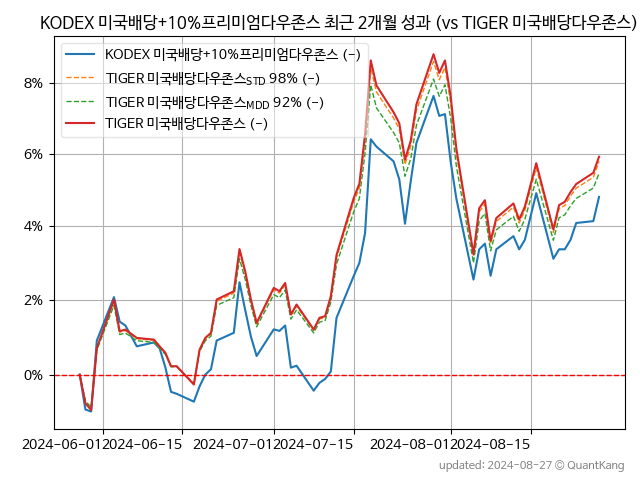 KODEX 미국배당+10%프리미엄다우존스 최근 2개월 성과 (vs TIGER 미국배당다우존스)
KODEX 미국배당+10%프리미엄다우존스 (-)
TIGER 미국배당다우존스STD 98% (-)
TIGER 미국배당다우존스MDD 92% (-)
TIGER 미국배당다우존스 (-)
8%
6%
4%
2%
0%
2024-06-01 2024-06-15 2024-07-01 2024-07-15 2024-08-01 2024-08-15
updated: 2024-08-27 © QuantKang